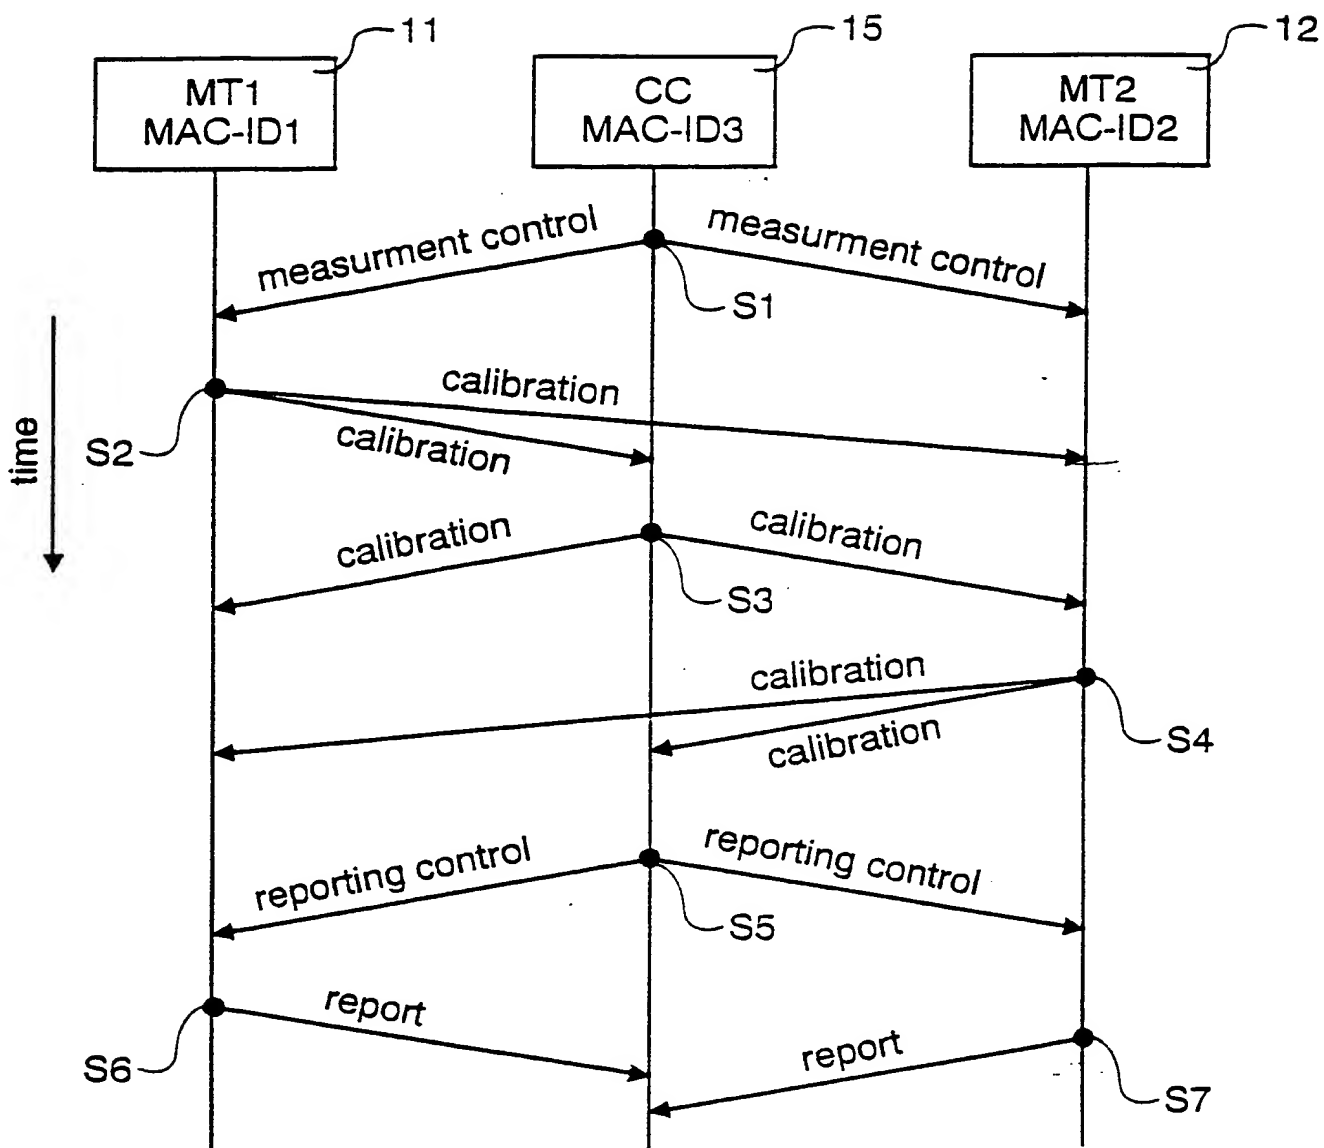 11
15
12
MT1
MAC-ID1
CC
MAC-ID3
MT2
MAC-ID2
measurment control
measurment control
S1
time
calibration
calibration
S2
calibration
calibration
S3
calibration
calibration
S4
reporting control
reporting control
S5
report
report
S6
S7